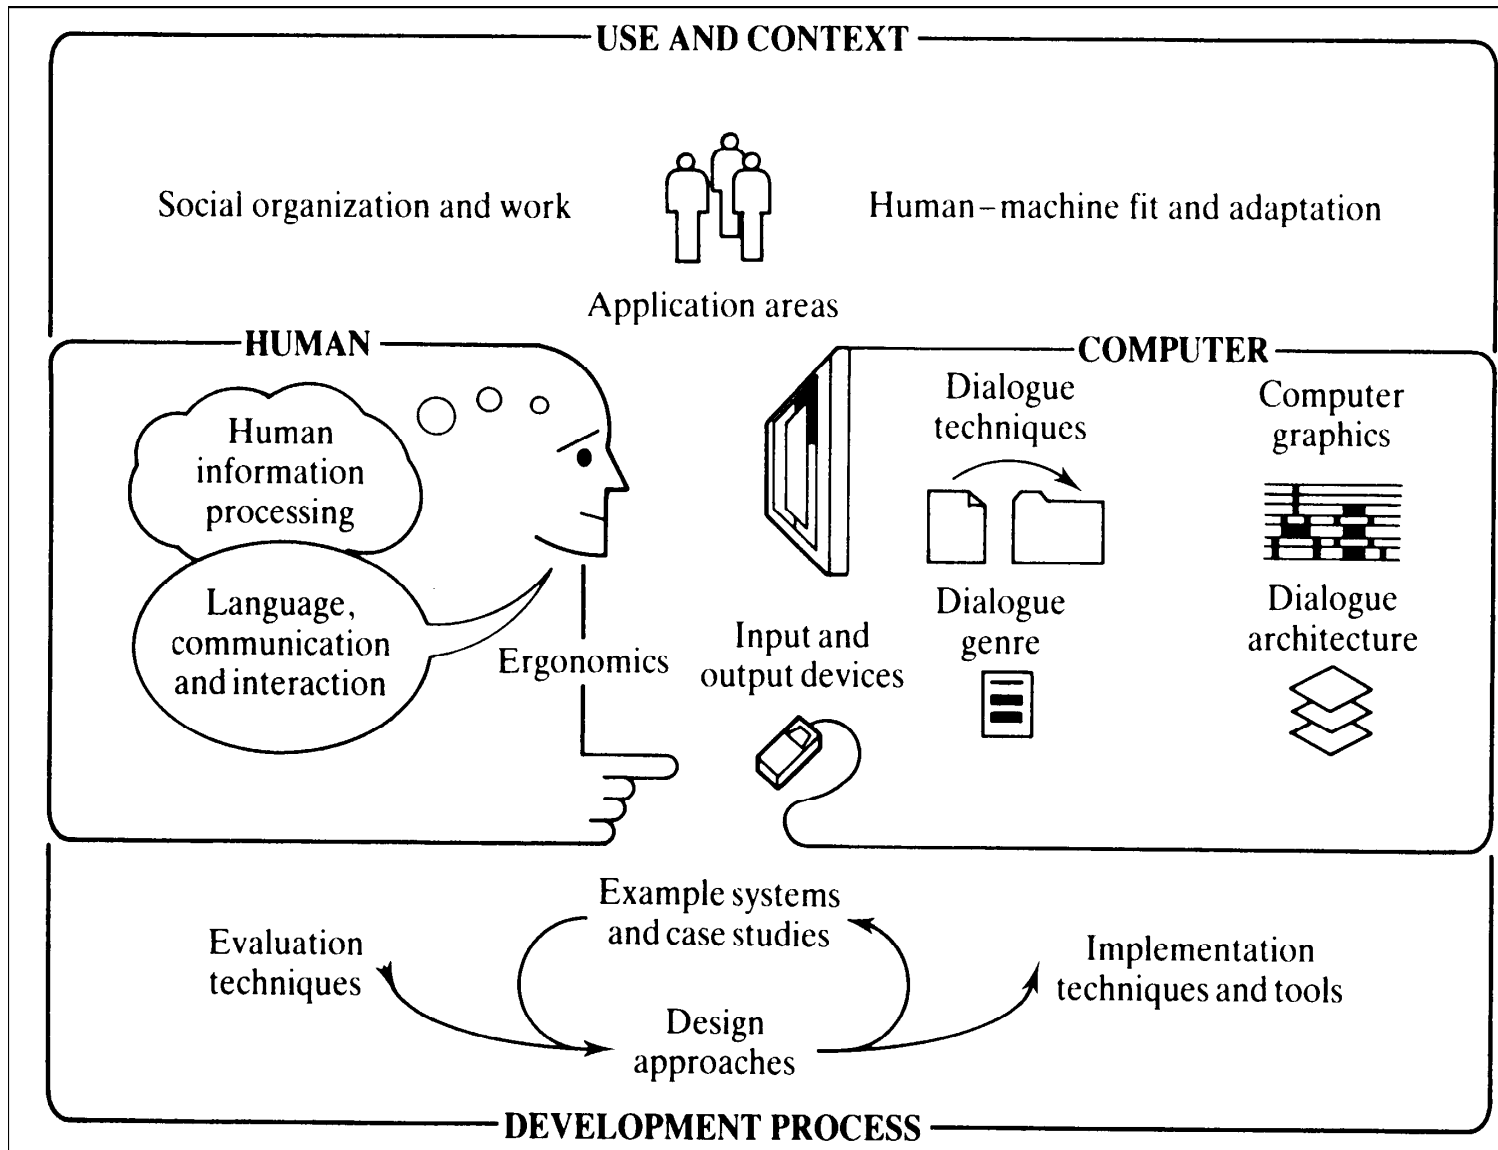 USE AND CONTEXT
Social organization and work
Human–machine fit and adaptation
Application areas
HUMAN
Human
information
processing
Language,
communication
and interaction
Ergonomics
COMPUTER
Input and
output devices
Dialogue
techniques
Computer
graphics
Dialogue
genre
Dialogue
architecture
Example systems
and case studies
Evaluation
techniques
Implementation
techniques and tools
Design
approaches
DEVELOPMENT PROCESS